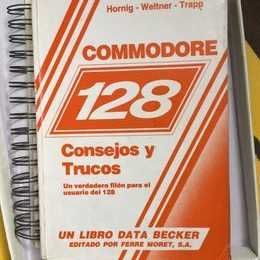 Hornig - Weltner - Trapp
COMMODORE
128
Consejos y
Trucos
Un verdadero filón para el
usuario del 128
UN LIBRO DATA BECKER
EDITADO POR FERRE MORET, S.A.